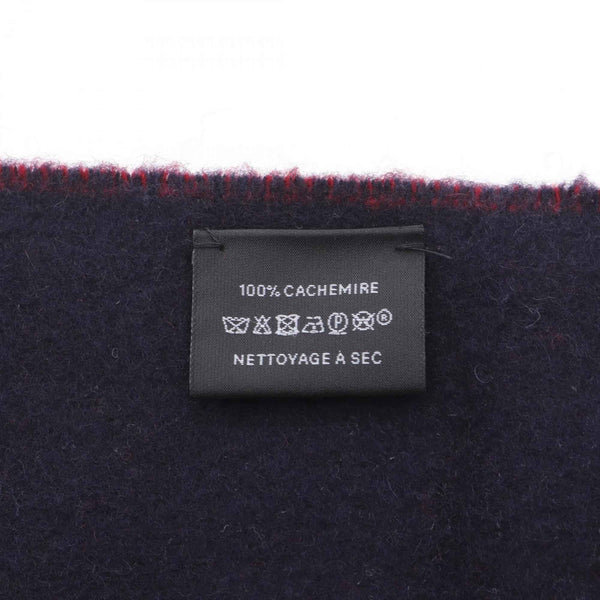 100% CACHEMIRE
P W ®
NETTOYAGE À SEC